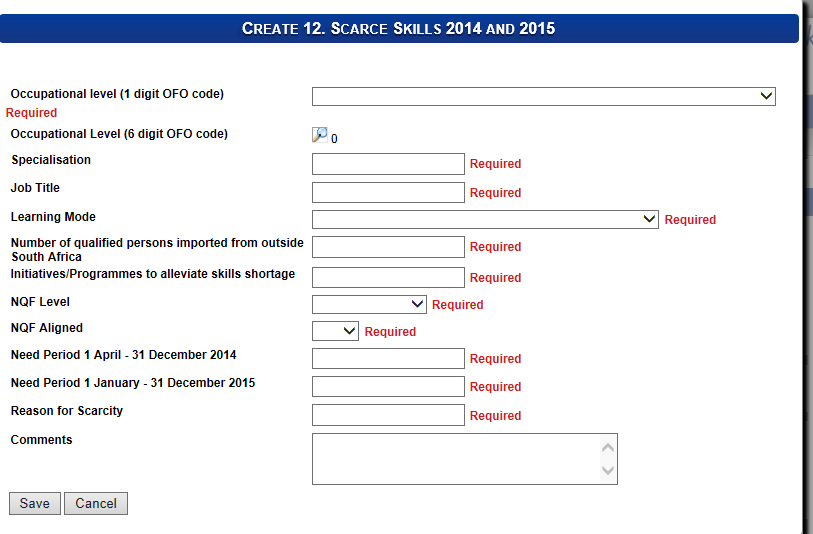 CREATE 12. SCARCE SKILLS 2014 AND 2015
Occupational level (1 digit OFO code)
Required
Occupational Level (6 digit OFO code) 0
Specialisation Required
Job Title Required
Learning Mode Required
Number of qualified persons imported from outside
South Africa Required
Initiatives/Programmes to alleviate skills shortage Required
NQF Level Required
NQF Aligned Required
Need Period 1 April - 31 December 2014 Required
Need Period 1 January - 31 December 2015 Required
Reason for Scarcity Required
Comments
Save Cancel